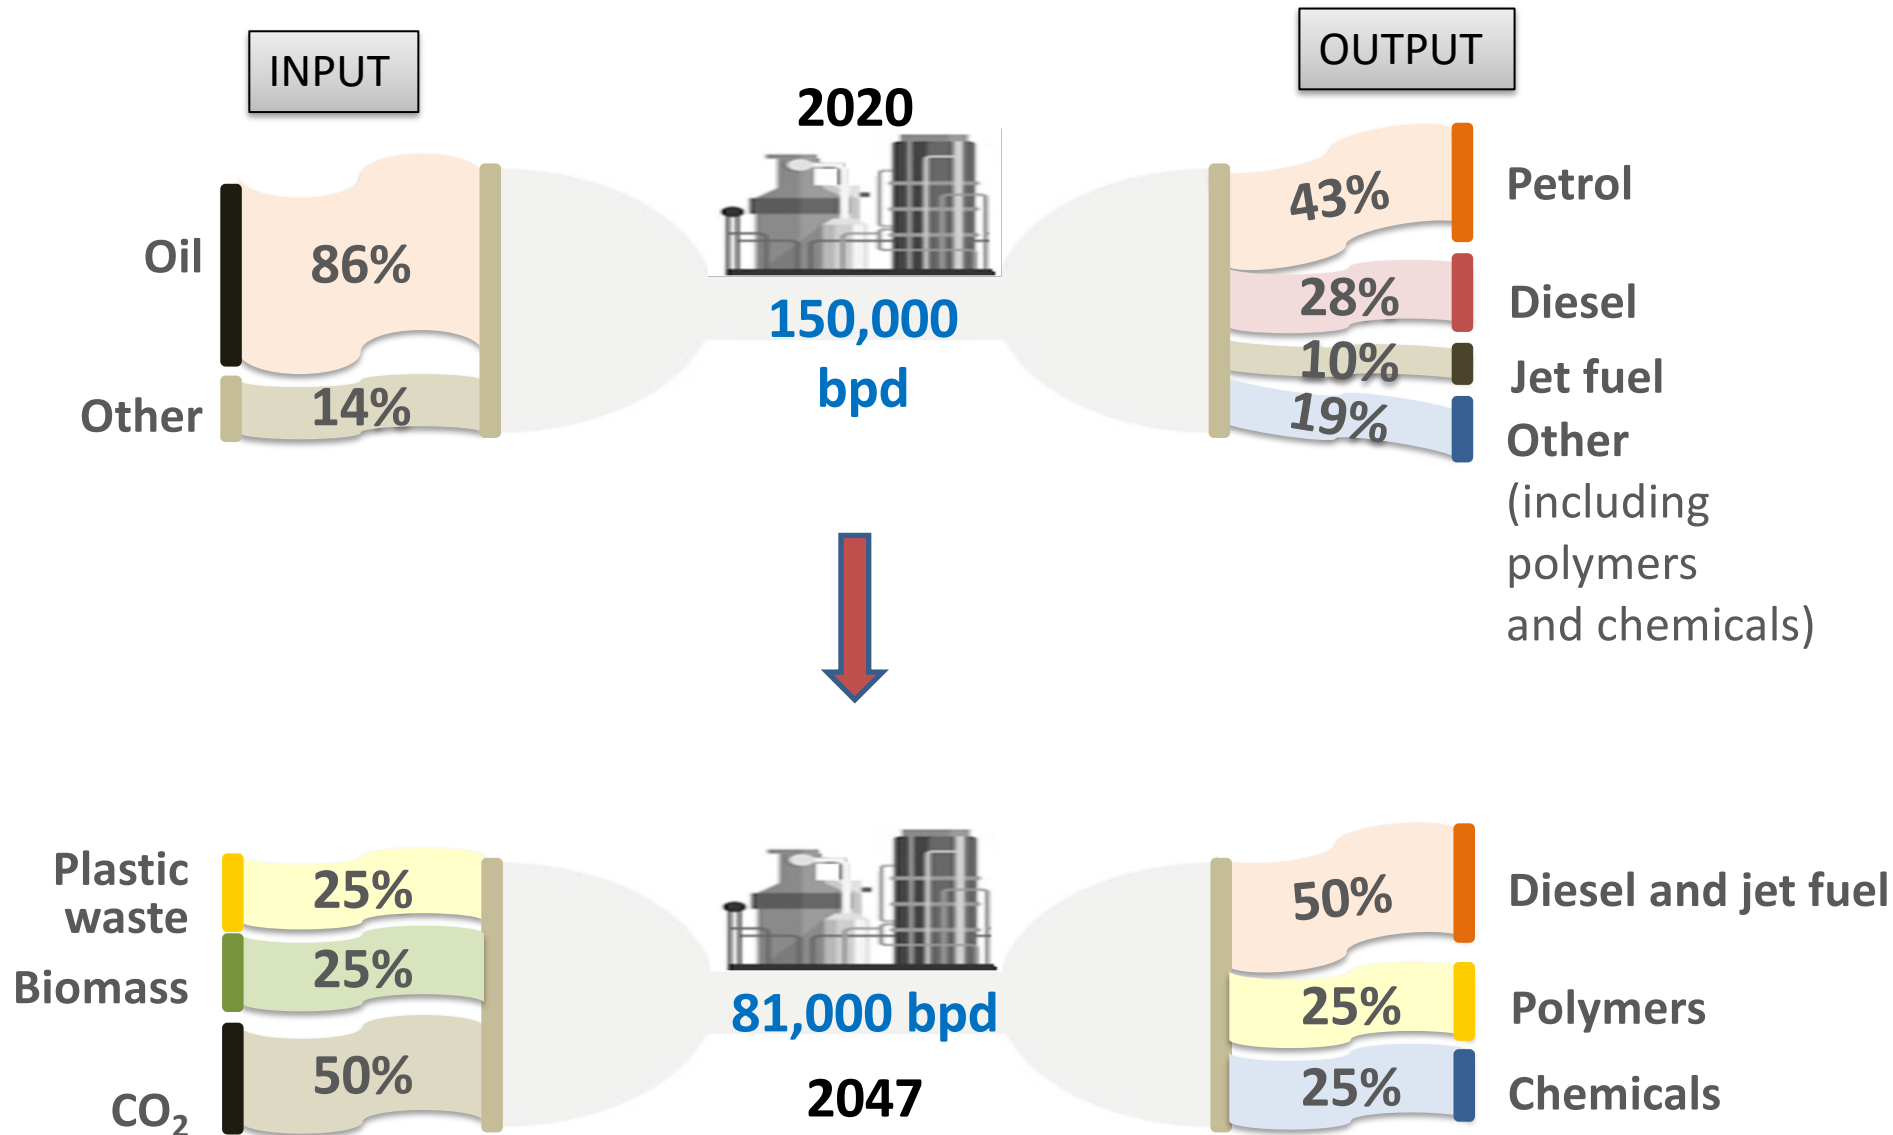 INPUT
OUTPUT
2020
Oil
86%
Other
14%
150,000
bpd
43%
Petrol
28%
Diesel
10%
Jet fuel
19%
Other
(including
polymers
and chemicals)
Plastic
waste
25%
Biomass
25%
CO₂
50%
81,000 bpd
2047
50%
Diesel and jet fuel
25%
Polymers
25%
Chemicals